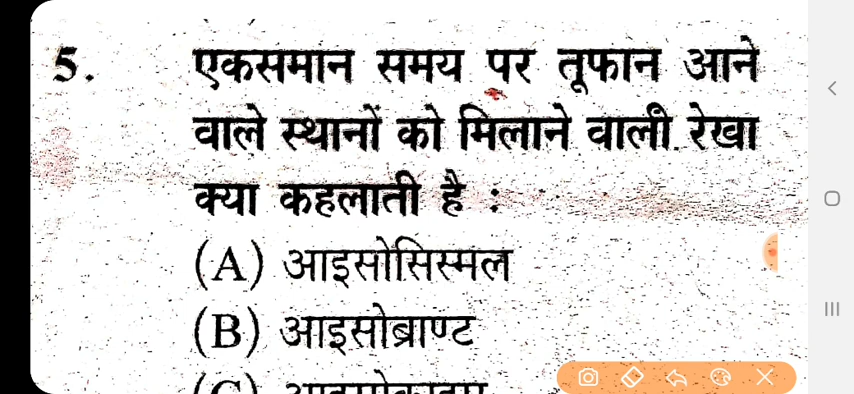 5. एकसमान समय पर तूफान आने
वाले स्थानों को मिलाने वाली रेखा
क्या कहलाती है :
(A) आइसोसिस्मल
(B) आइसोब्राण्ट